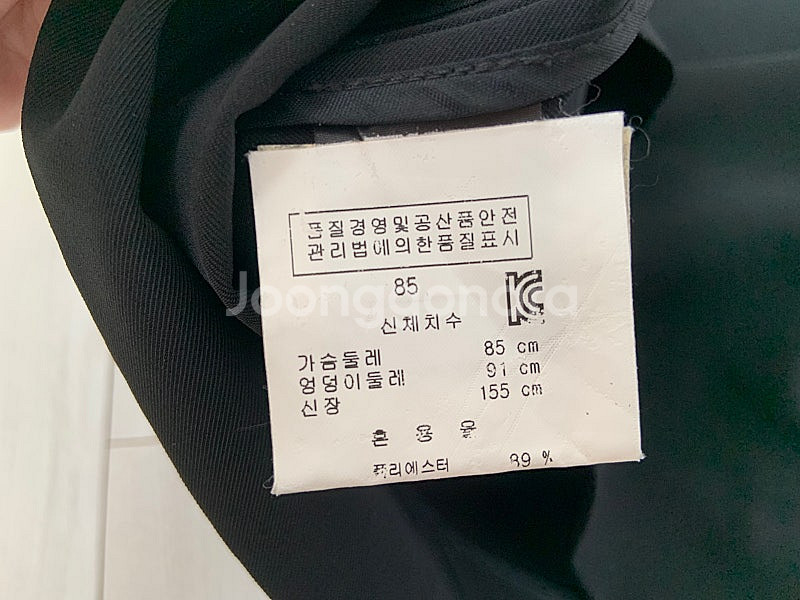 품질경영및공산품안전
관리법에의한품질표시
85
Joonggonara
신체치수
가슴둘레 85 cm
엉덩이둘레 91 cm
신장 155 cm
혼 용 율
폴리에스터 89 %